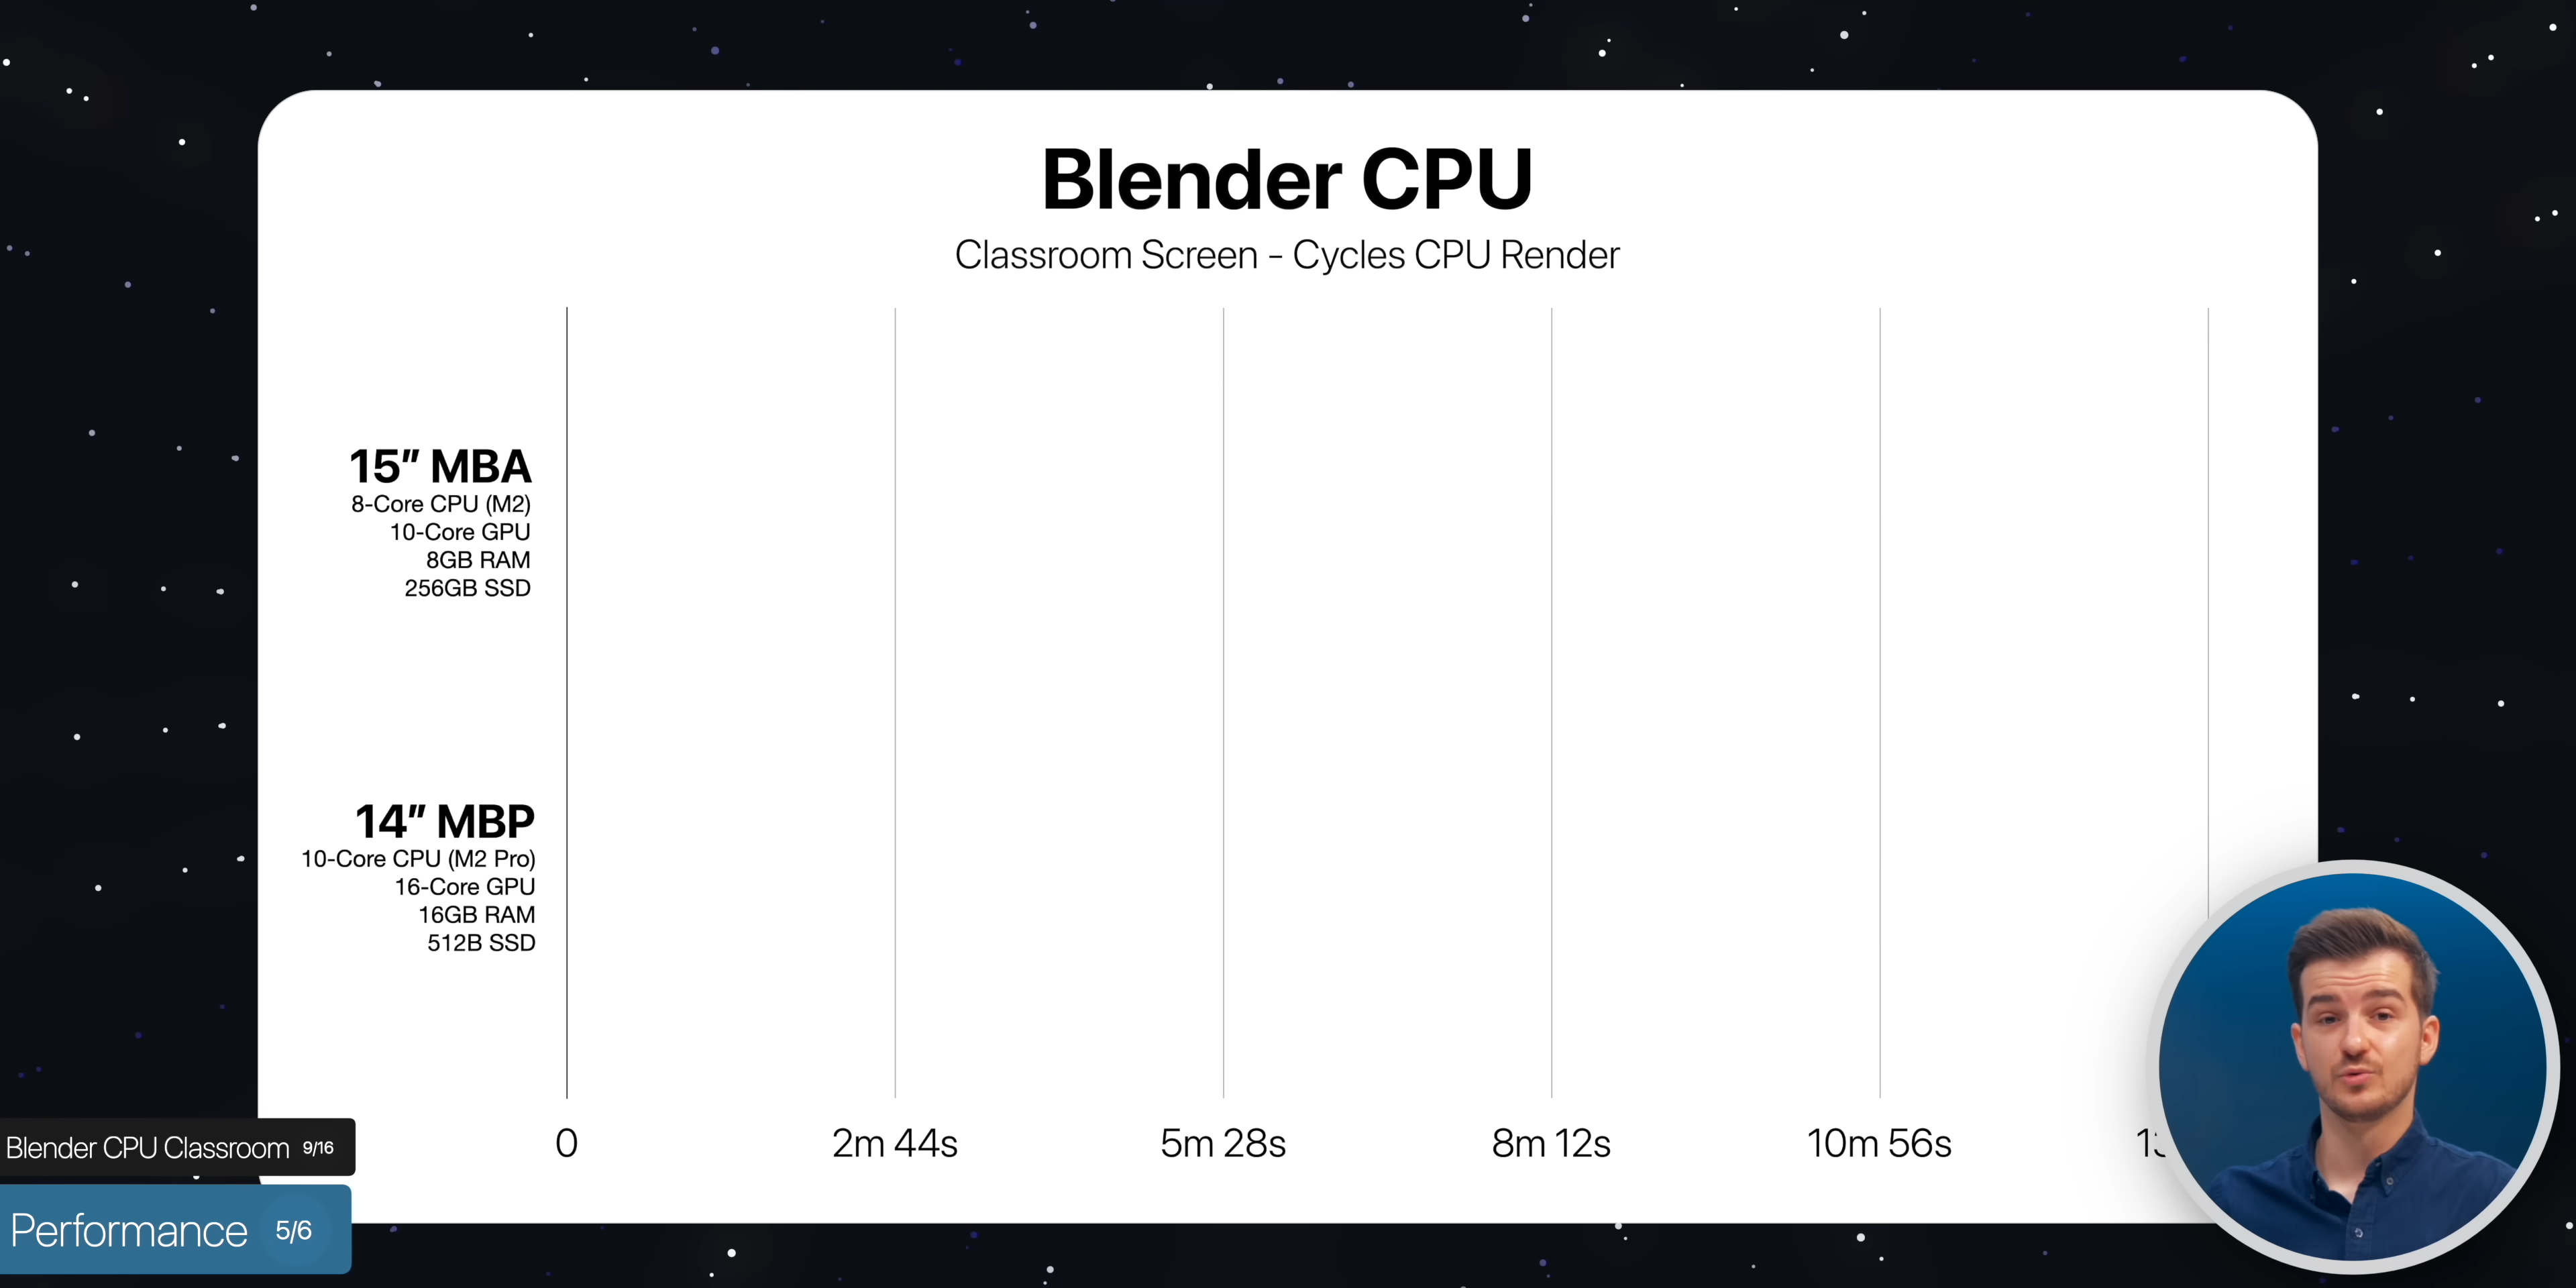 Blender CPU
Classroom Screen - Cycles CPU Render
15″ MBA
8-Core CPU (M2)
10-Core GPU
8GB RAM
256GB SSD
14″ MBP
10-Core CPU (M2 Pro)
16-Core GPU
16GB RAM
512B SSD
0 2m 44s 5m 28s 8m 12s 10m 56s
Blender CPU Classroom 9/16
Performance 5/6